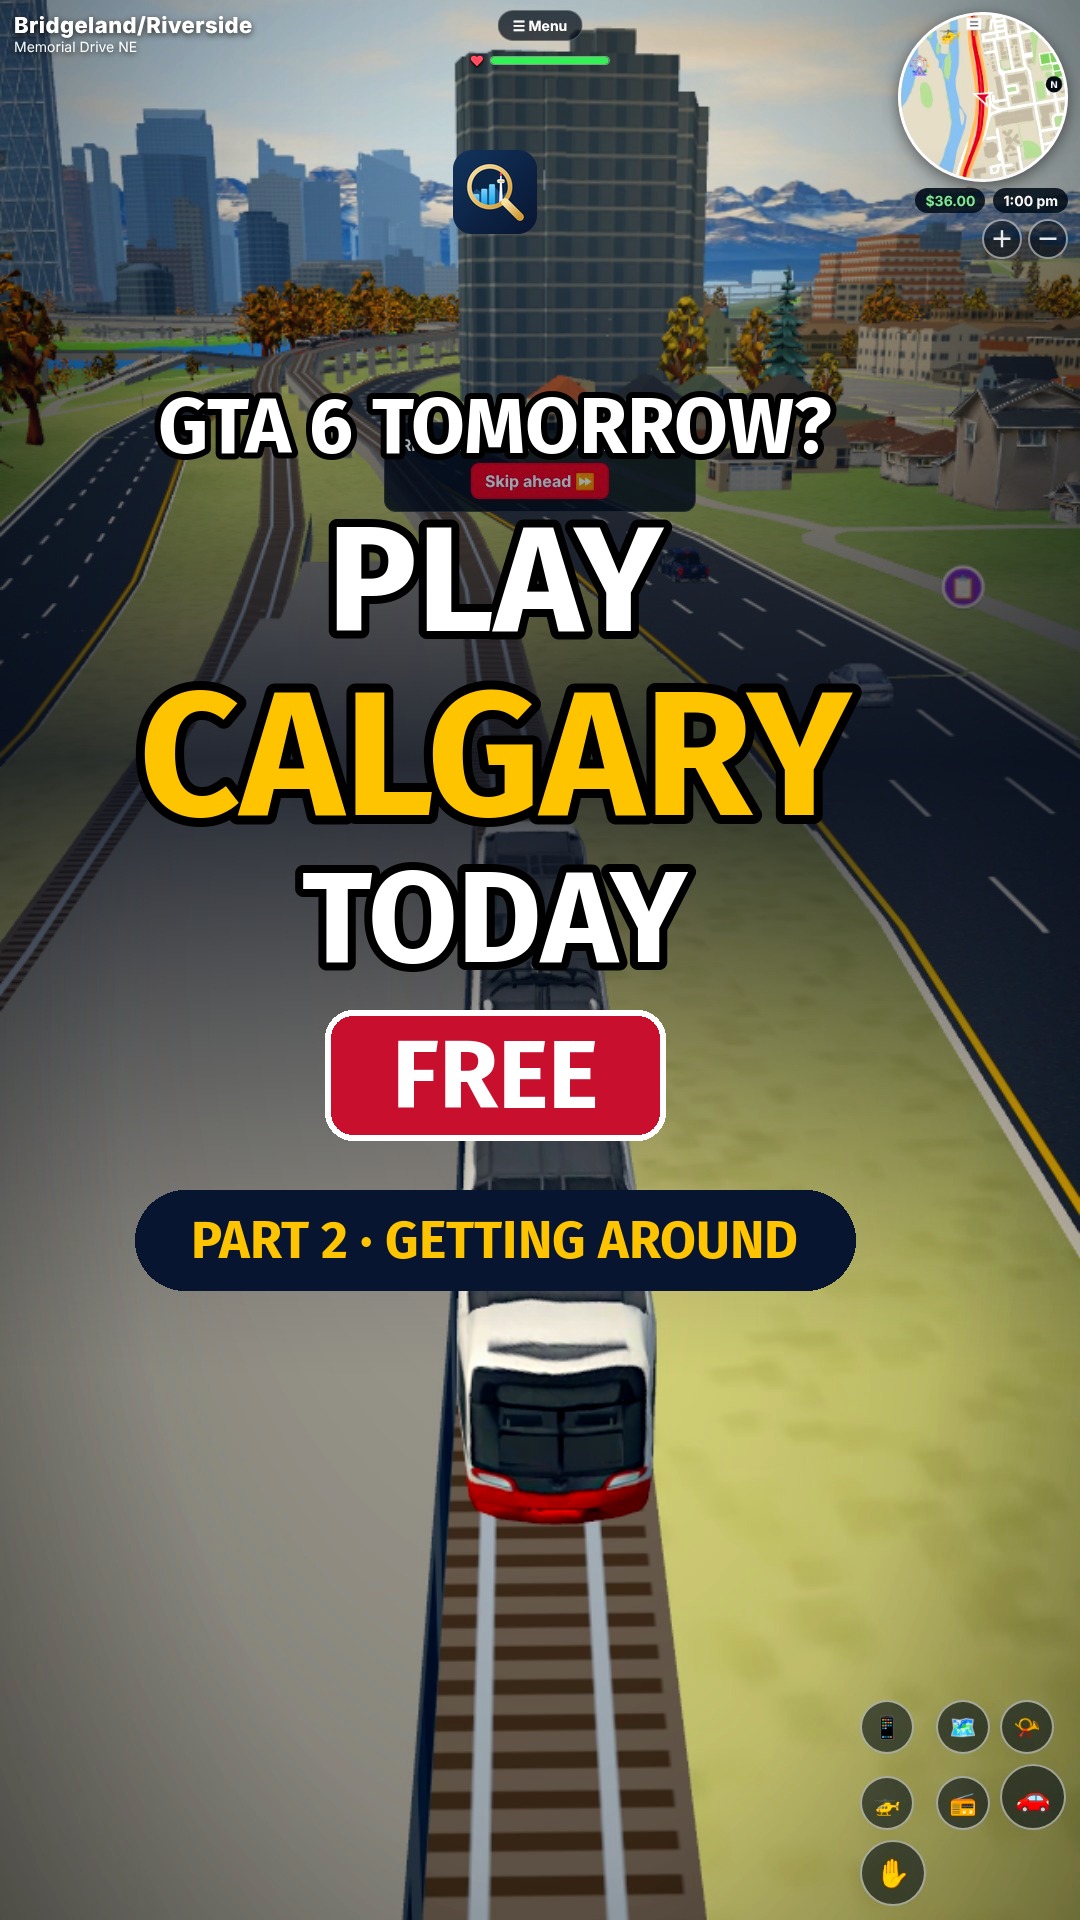 Bridgeland/Riverside
Memorial Drive NE
☰ Menu
N
$36.00
1:00 pm
GTA 6 TOMORROW?
Skip ahead ⏩
PLAY
CALGARY
TODAY
FREE
PART 2 · GETTING AROUND